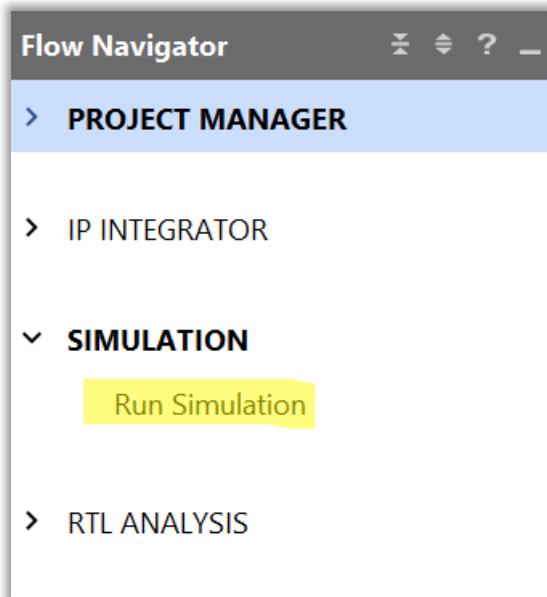 Flow Navigator ?
PROJECT MANAGER
IP INTEGRATOR
SIMULATION
Run Simulation
RTL ANALYSIS